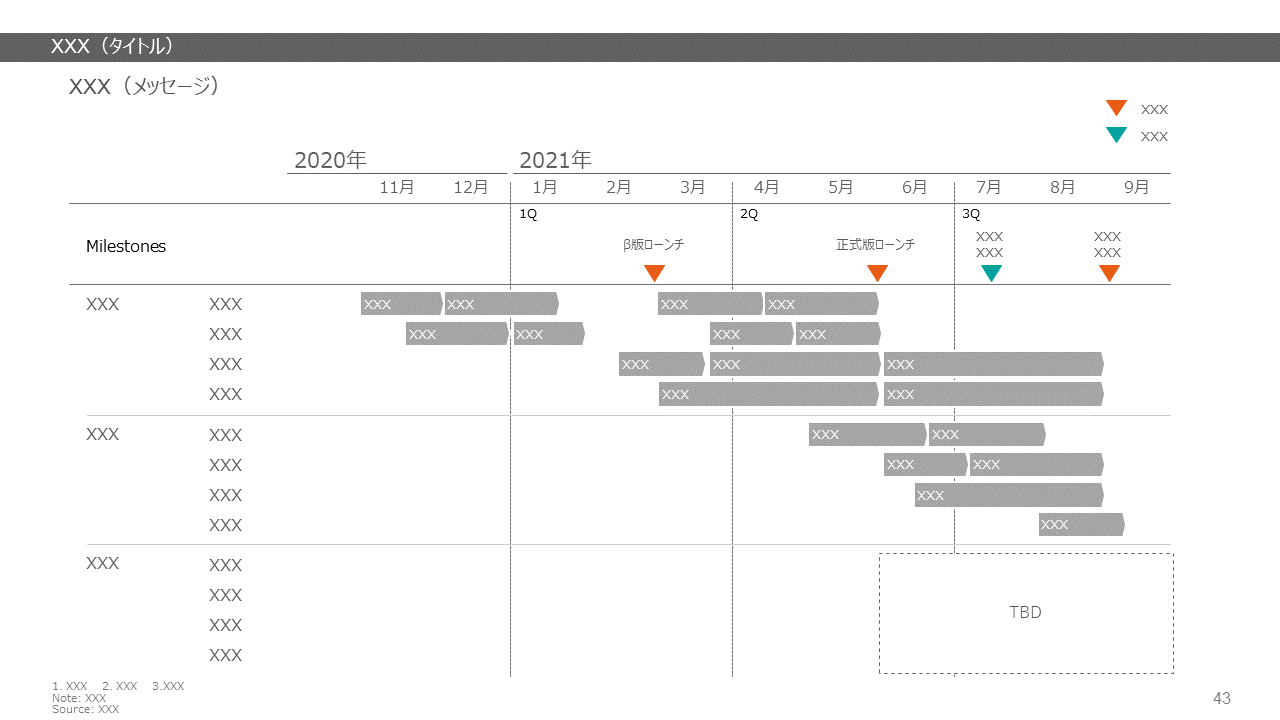 XXX（タイトル）
XXX（メッセージ）
XXX
XXX
2020年 2021年
11月 12月 1月 2月 3月 4月 5月 6月 7月 8月 9月
1Q 2Q 3Q
Milestones β版ローンチ 正式版ローンチ XXX XXX
XXX XXX
XXX XXX XXX XXX XXX XXX
XXX XXX XXX XXX XXX
XXX XXX XXX XXX
XXX XXX XXX
XXX XXX XXX XXX
XXX XXX XXX
XXX XXX
XXX XXX
XXX XXX
XXX
TBD
XXX
XXX
1. XXX 2. XXX 3.XXX
Note: XXX
Source: XXX
43